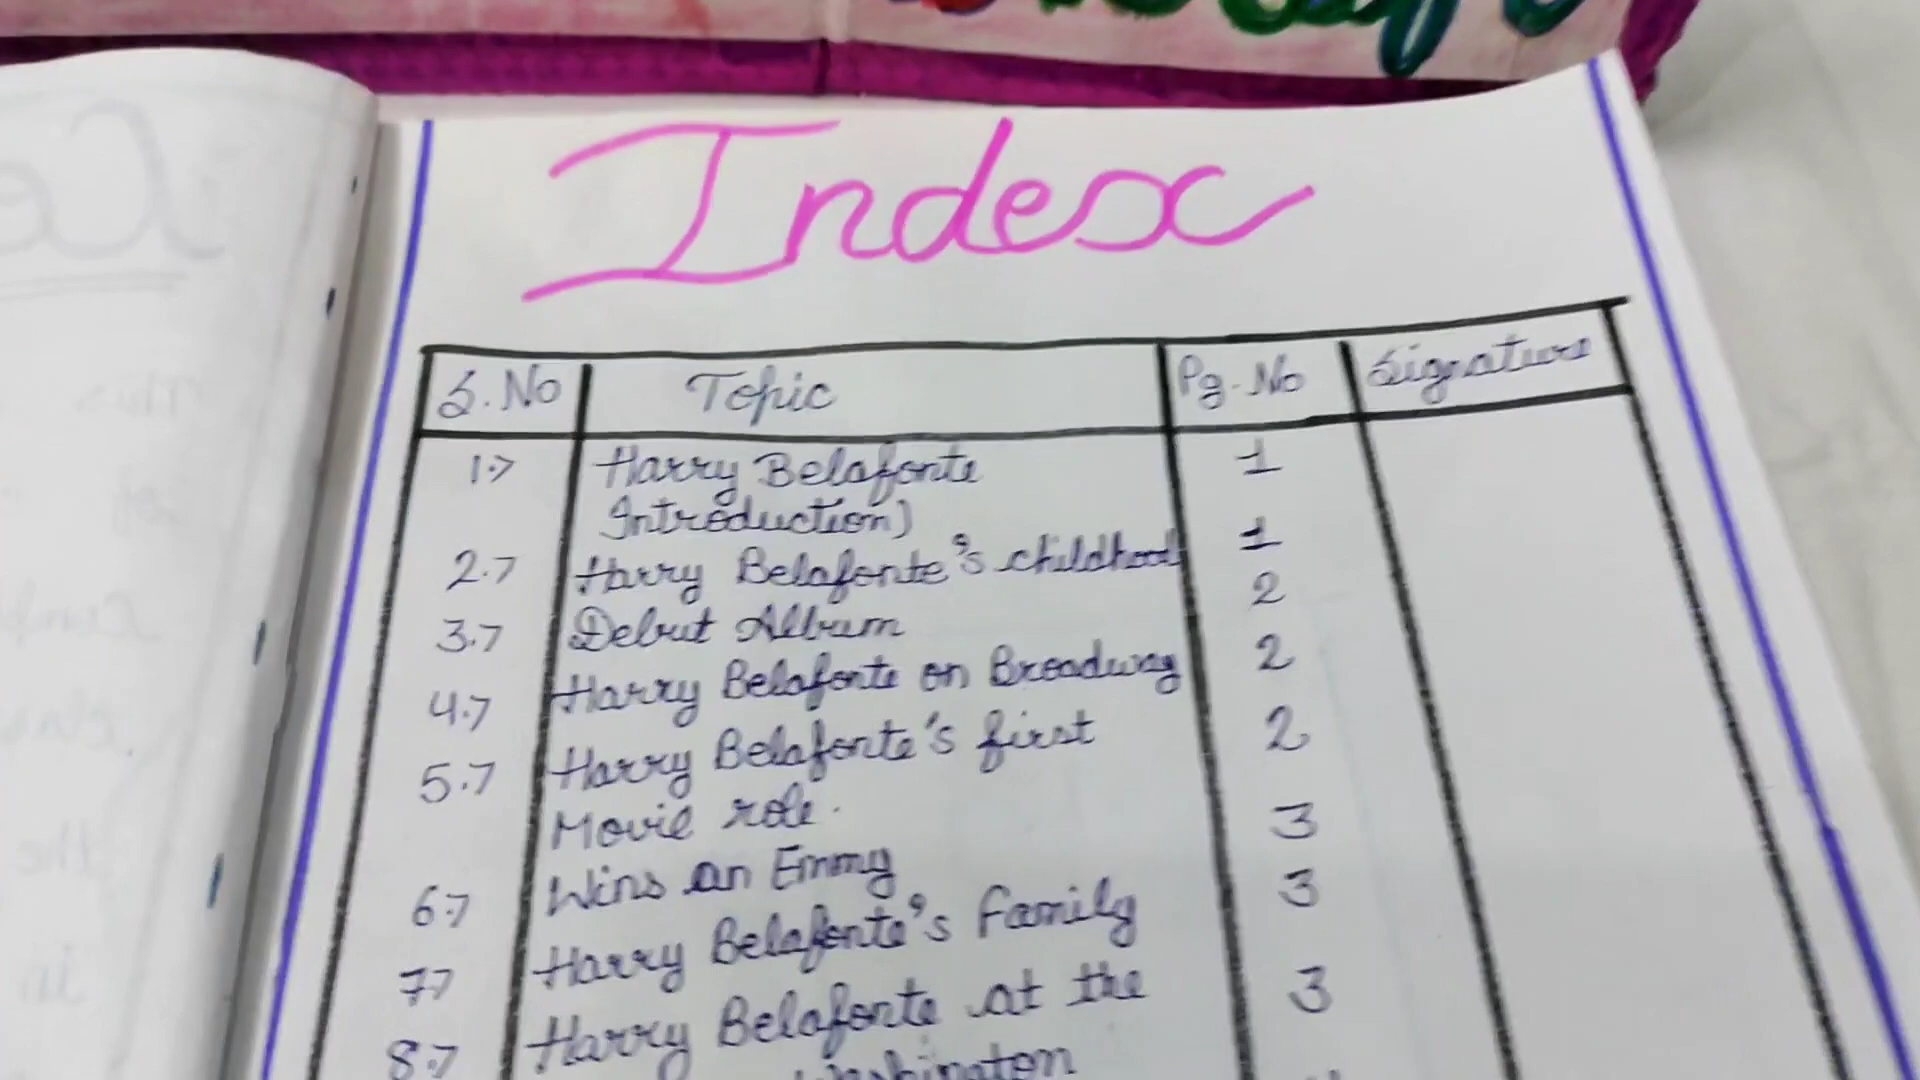 Index
S.No Topic Pg.No Signature
1.> Harry Belafonte 1
Introduction)
2.> Harry Belafonte's childhood 1
3.> Debut Album 2
4.> Harry Belafonte on Broadway 2
5.> Harry Belafonte's first 2
Movie role.
6.> Wins an Emmy 3
7> Harry Belafonte's family 3
8.> Harry Belafonte at the 3
Washington